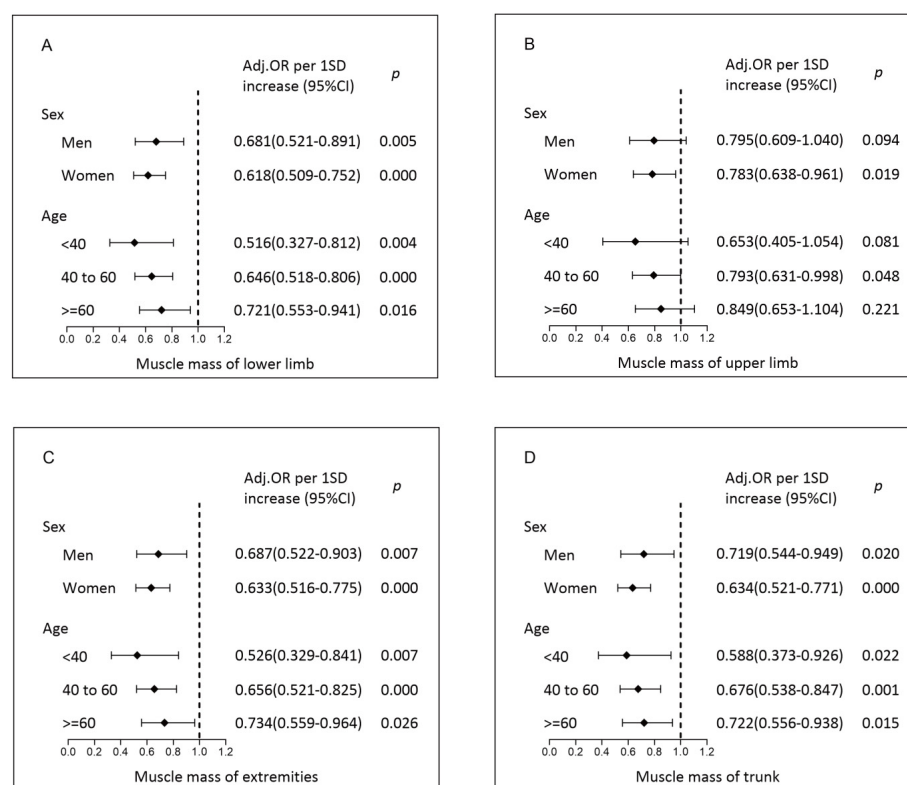 A
Adj.OR per 1SD
increase (95%CI) p
Sex
Men 0.681(0.521-0.891) 0.005
Women 0.618(0.509-0.752) 0.000
Age
<40 0.516(0.327-0.812) 0.004
40 to 60 0.646(0.518-0.806) 0.000
>=60 0.721(0.553-0.941) 0.016
0.0 0.2 0.4 0.6 0.8 1.0 1.2
Muscle mass of lower limb
B
Adj.OR per 1SD
increase (95%CI) p
Sex
Men 0.795(0.609-1.040) 0.094
Women 0.783(0.638-0.961) 0.019
Age
<40 0.653(0.405-1.054) 0.081
40 to 60 0.793(0.631-0.998) 0.048
>=60 0.849(0.653-1.104) 0.221
0.0 0.2 0.4 0.6 0.8 1.0 1.2
Muscle mass of upper limb
C
Adj.OR per 1SD
increase (95%CI) p
Sex
Men 0.687(0.522-0.903) 0.007
Women 0.633(0.516-0.775) 0.000
Age
<40 0.526(0.329-0.841) 0.007
40 to 60 0.656(0.521-0.825) 0.000
>=60 0.734(0.559-0.964) 0.026
0.0 0.2 0.4 0.6 0.8 1.0 1.2
Muscle mass of extremities
D
Adj.OR per 1SD
increase (95%CI) p
Sex
Men 0.719(0.544-0.949) 0.020
Women 0.634(0.521-0.771) 0.000
Age
<40 0.588(0.373-0.926) 0.022
40 to 60 0.676(0.538-0.847) 0.001
>=60 0.722(0.556-0.938) 0.015
0.0 0.2 0.4 0.6 0.8 1.0 1.2
Muscle mass of trunk